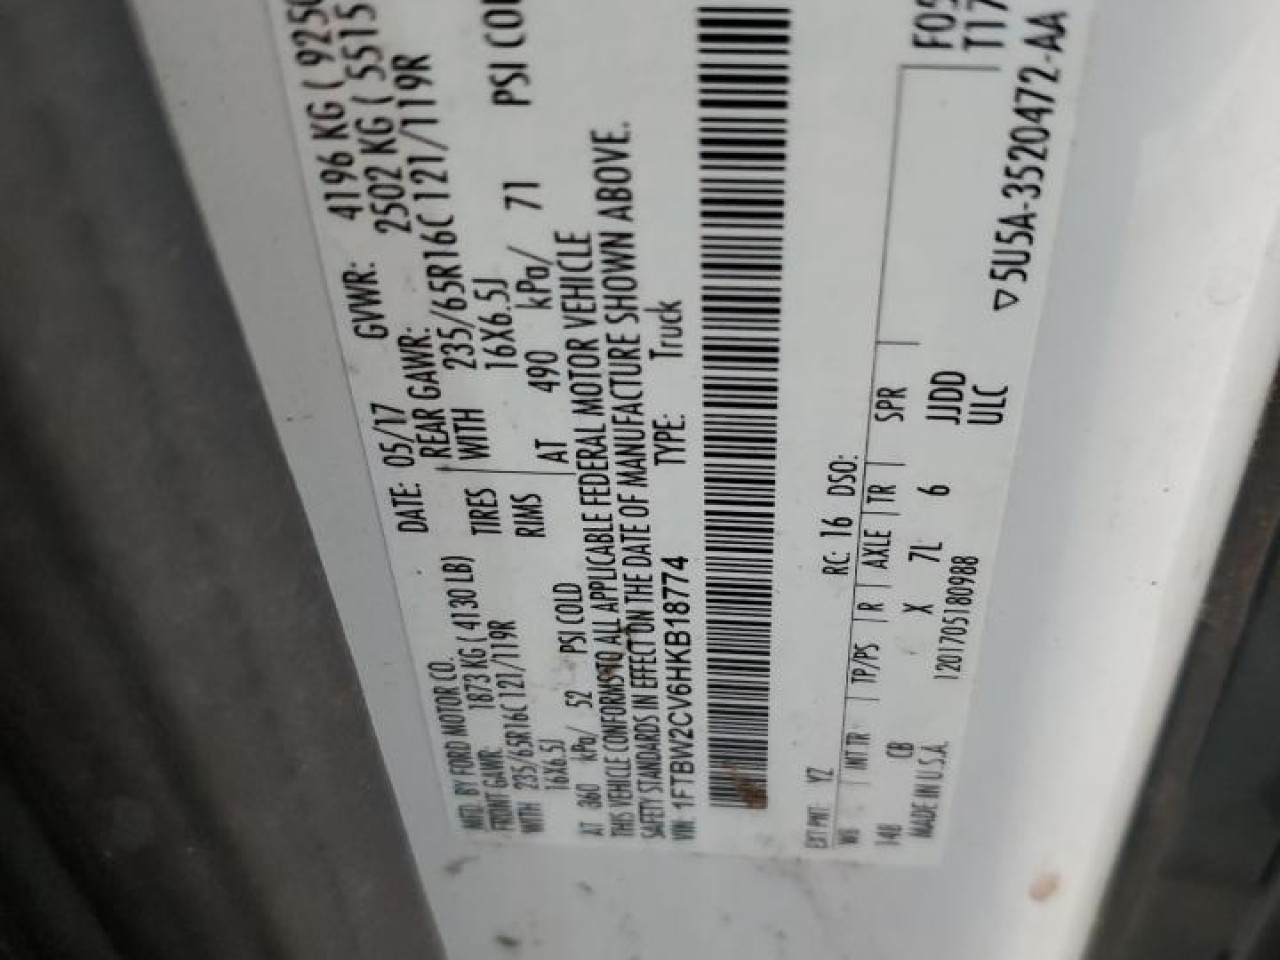 MFD. BY FORD MOTOR CO. DATE: 05/17 GVWR: 4196 KG ( 9250
FRONT GAWR: 1873 KG ( 4130 LB) REAR GAWR: 2502 KG ( 5515
WITH 235/65R16C 121/119R TIRES WITH 235/65R16C 121/119R
16X6.5J RIMS 16X6.5J
AT 360 kPa/ 52 PSI COLD AT 490 kPa/ 71 PSI COL
THIS VEHICLE CONFORMS TO ALL APPLICABLE FEDERAL MOTOR VEHICLE
SAFETY STANDARDS IN EFFECT ON THE DATE OF MANUFACTURE SHOWN ABOVE.
VIN: 1FTBW2CV6HKB18774 TYPE: Truck
EXT PNT: YZ RC: 16 DSO:
WB INT TR TP/PS R AXLE TR SPR
148 CB X 7L 6 JJDD
MADE IN U.S.A. 1201705180988 ULC
F05
T17
▽5U5A-3520472-AA